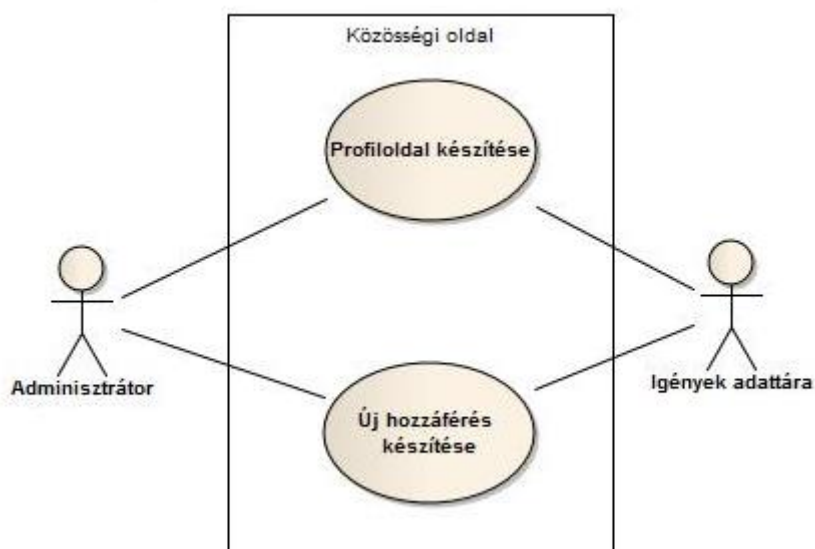 Közösségi oldal
Profiloldal készítése
Adminisztrátor
Igények adattára
Új hozzáférés
készítése